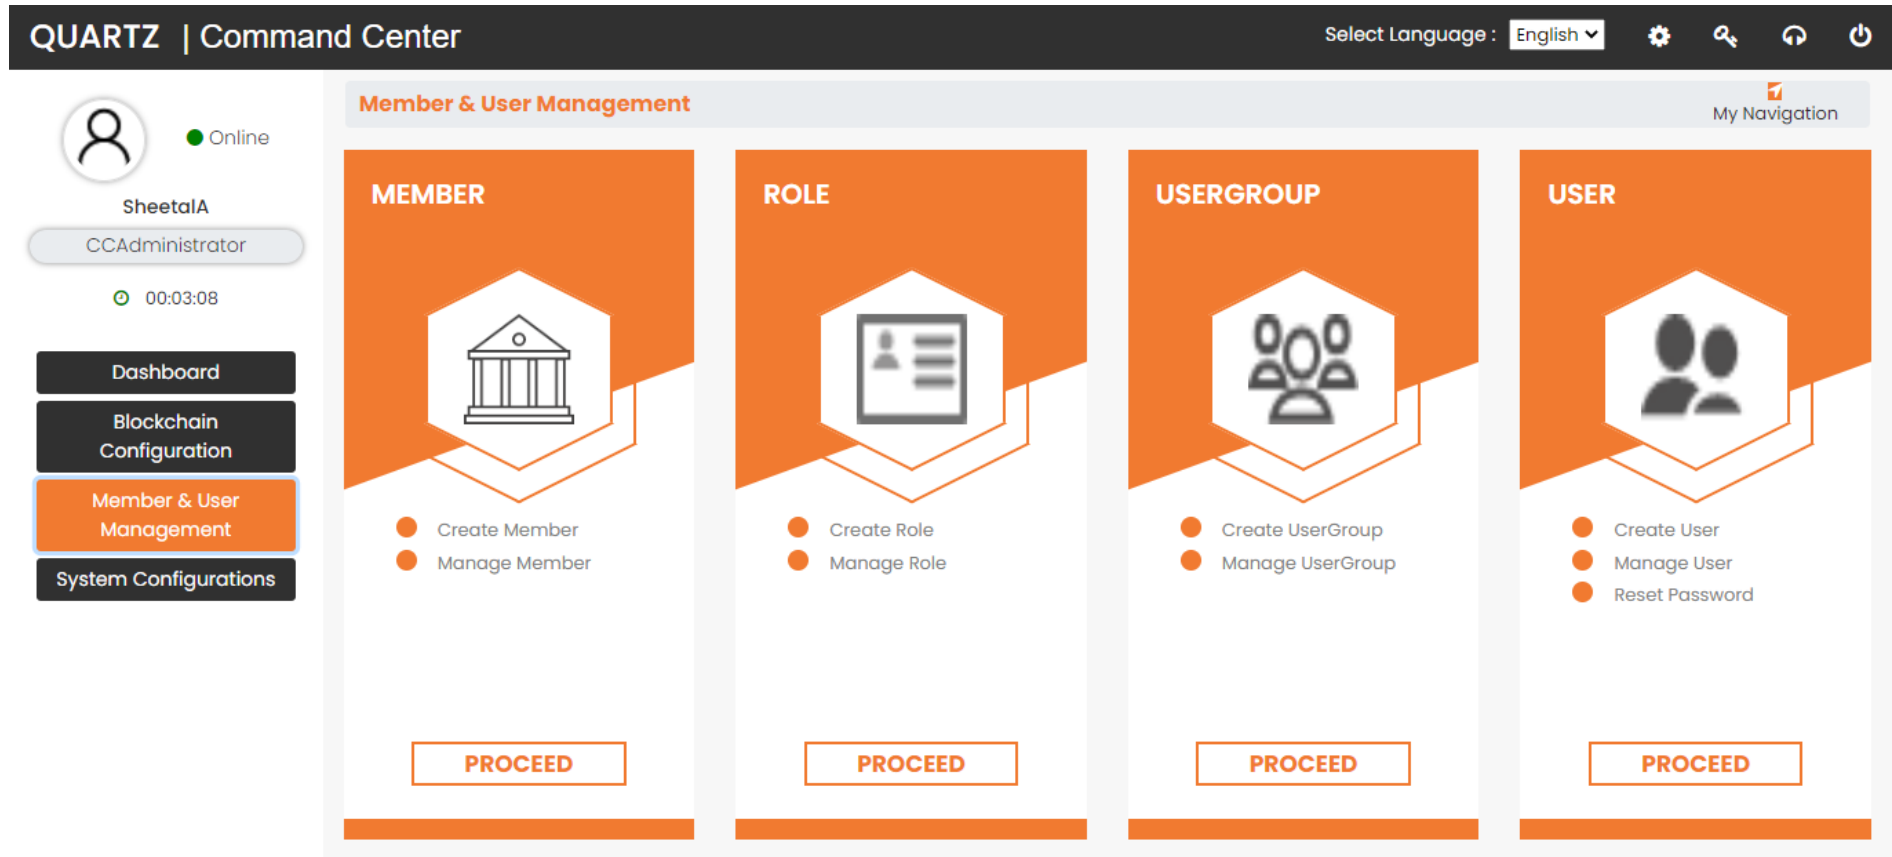 QUARTZ | Command Center
Select Language : English
Online
SheetalA
CCAdministrator
00:03:08
Dashboard
Blockchain
Configuration
Member & User
Management
System Configurations
Member & User Management
My Navigation
MEMBER
Create Member
Manage Member
PROCEED
ROLE
Create Role
Manage Role
PROCEED
USERGROUP
Create UserGroup
Manage UserGroup
PROCEED
USER
Create User
Manage User
Reset Password
PROCEED